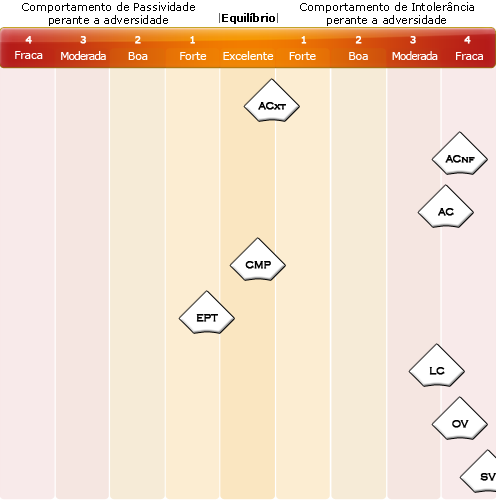 Comportamento de Passividade
perante a adversidade
|Equilíbrio|
Comportamento de Intolerância
perante a adversidade
4 3 2 1 1 2 3 4
Fraca Moderada Boa Forte Excelente Forte Boa Moderada Fraca
ACXT
ACNF
AC
CMP
EPT
LC
OV
SV